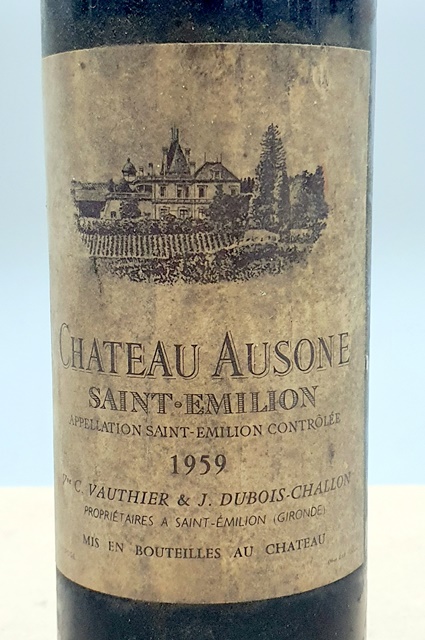 CHATEAU AUSONE
SAINT-EMILION
APPELLATION SAINT-EMILION CONTRÔLÉE
1959
Vve C. VAUTHIER & J. DUBOIS-CHALLON
PROPRIÉTAIRES A SAINT-ÉMILION (GIRONDE)
MIS EN BOUTEILLES AU CHATEAU